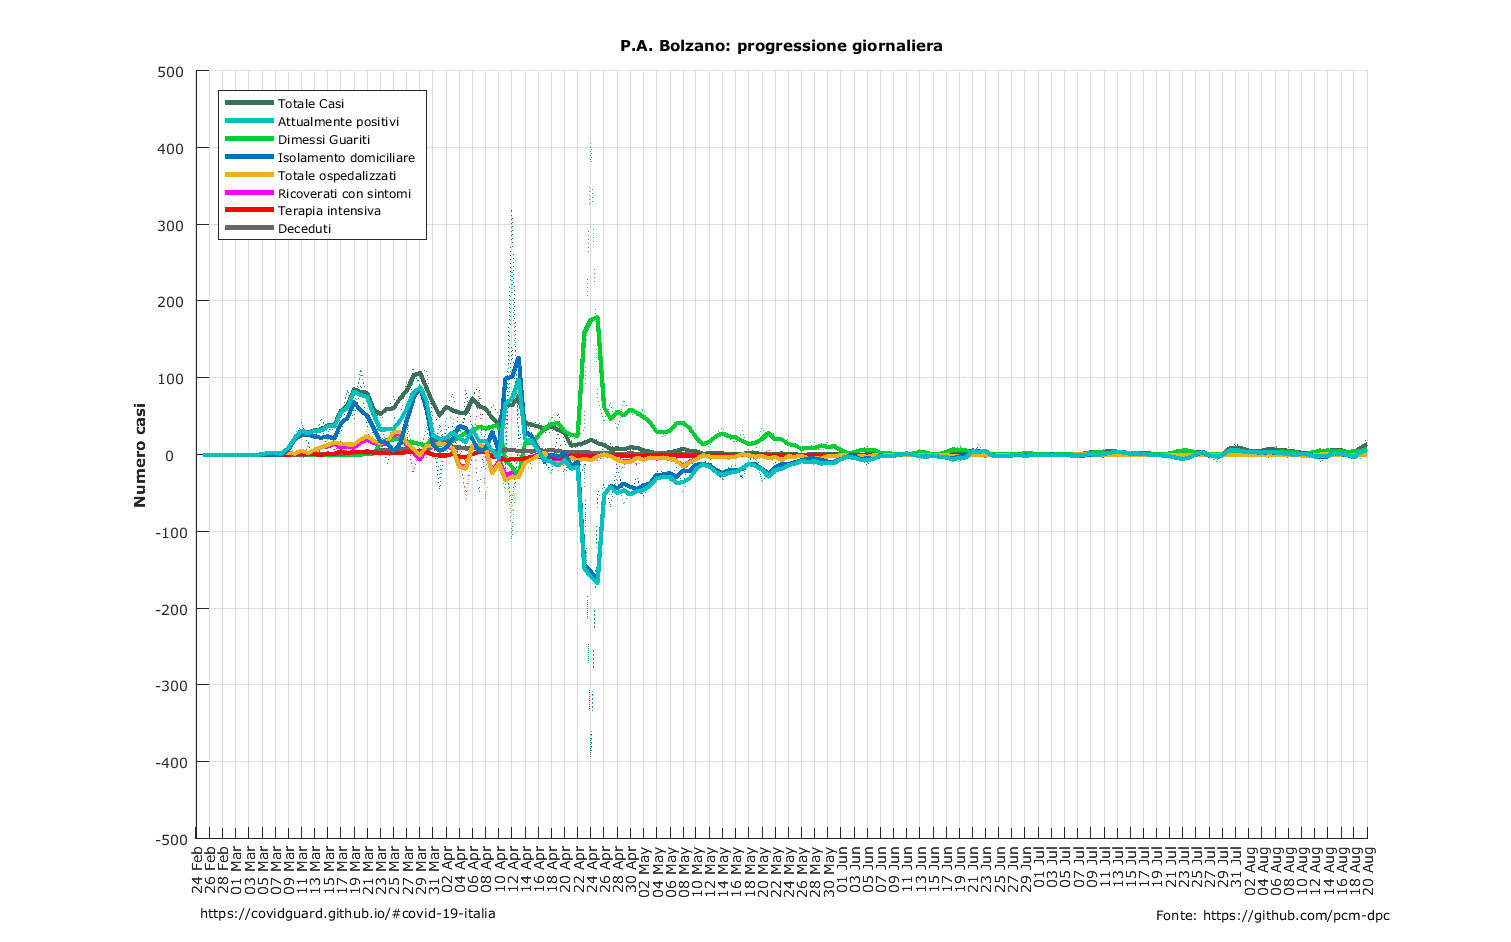 P.A. Bolzano: progressione giornaliera
500
400
300
200
100
0
-100
-200
-300
-400
-500
Numero casi
Totale Casi
Attualmente positivi
Dimessi Guariti
Isolamento domiciliare
Totale ospedalizzati
Ricoverati con sintomi
Terapia intensiva
Deceduti
24 Feb
26 Feb
28 Feb
01 Mar
03 Mar
05 Mar
07 Mar
09 Mar
11 Mar
13 Mar
15 Mar
17 Mar
19 Mar
21 Mar
23 Mar
25 Mar
27 Mar
29 Mar
31 Mar
02 Apr
04 Apr
06 Apr
08 Apr
10 Apr
12 Apr
14 Apr
16 Apr
18 Apr
20 Apr
22 Apr
24 Apr
26 Apr
28 Apr
30 Apr
02 May
04 May
06 May
08 May
10 May
12 May
14 May
16 May
18 May
20 May
22 May
24 May
26 May
28 May
30 May
01 Jun
03 Jun
05 Jun
07 Jun
09 Jun
11 Jun
13 Jun
15 Jun
17 Jun
19 Jun
21 Jun
23 Jun
25 Jun
27 Jun
29 Jun
01 Jul
03 Jul
05 Jul
07 Jul
09 Jul
11 Jul
13 Jul
15 Jul
17 Jul
19 Jul
21 Jul
23 Jul
25 Jul
27 Jul
29 Jul
31 Jul
02 Aug
04 Aug
06 Aug
08 Aug
10 Aug
12 Aug
14 Aug
16 Aug
18 Aug
20 Aug
https://covidguard.github.io/#covid-19-italia
Fonte: https://github.com/pcm-dpc